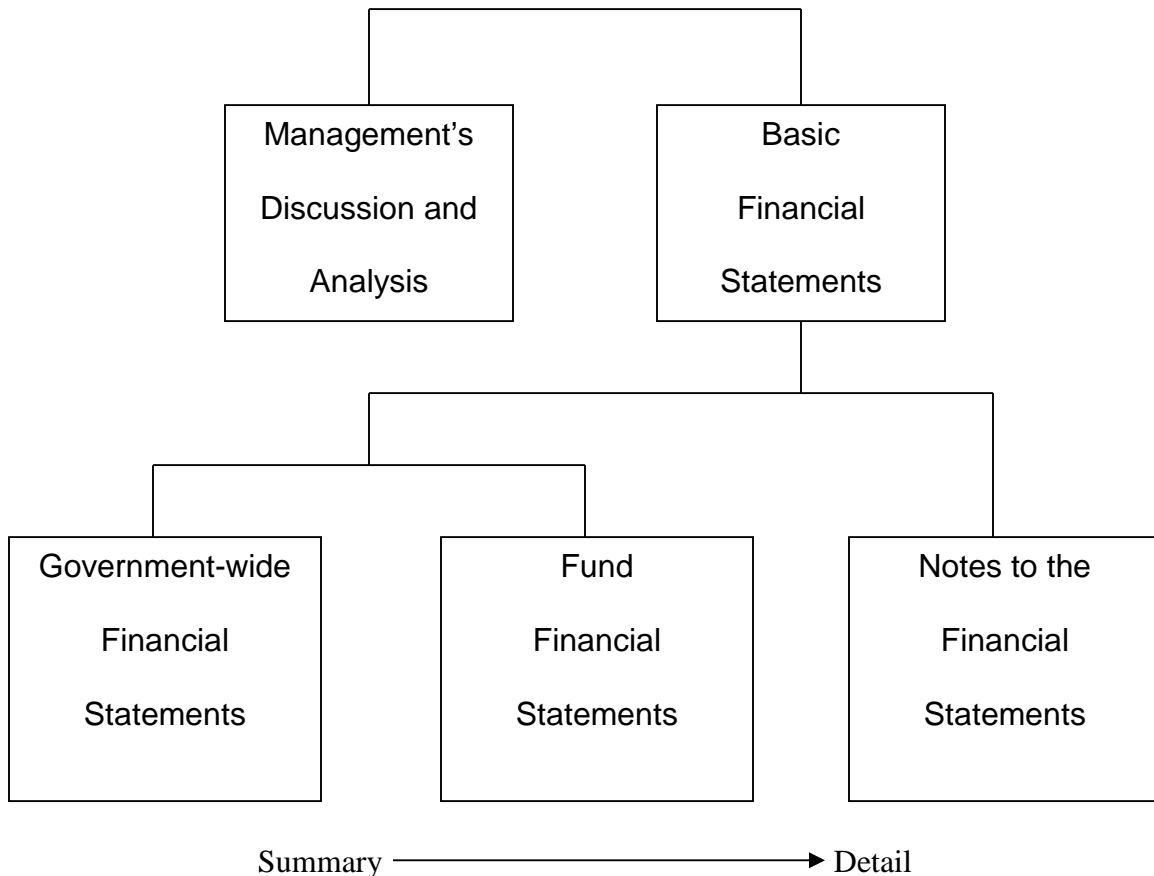 Management’s
Discussion and
Analysis
Basic
Financial
Statements
Government-wide
Financial
Statements
Fund
Financial
Statements
Notes to the
Financial
Statements
Summary
Detail